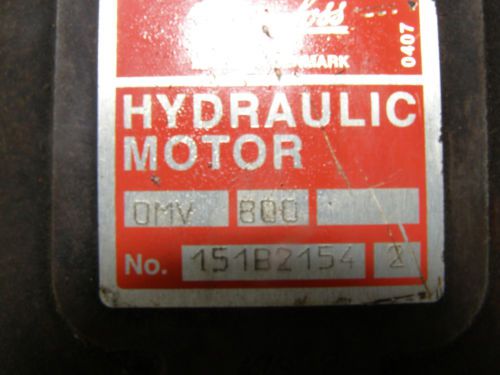 0407
HYDRAULIC
MOTOR
OMV 800
No. 151B2154 2